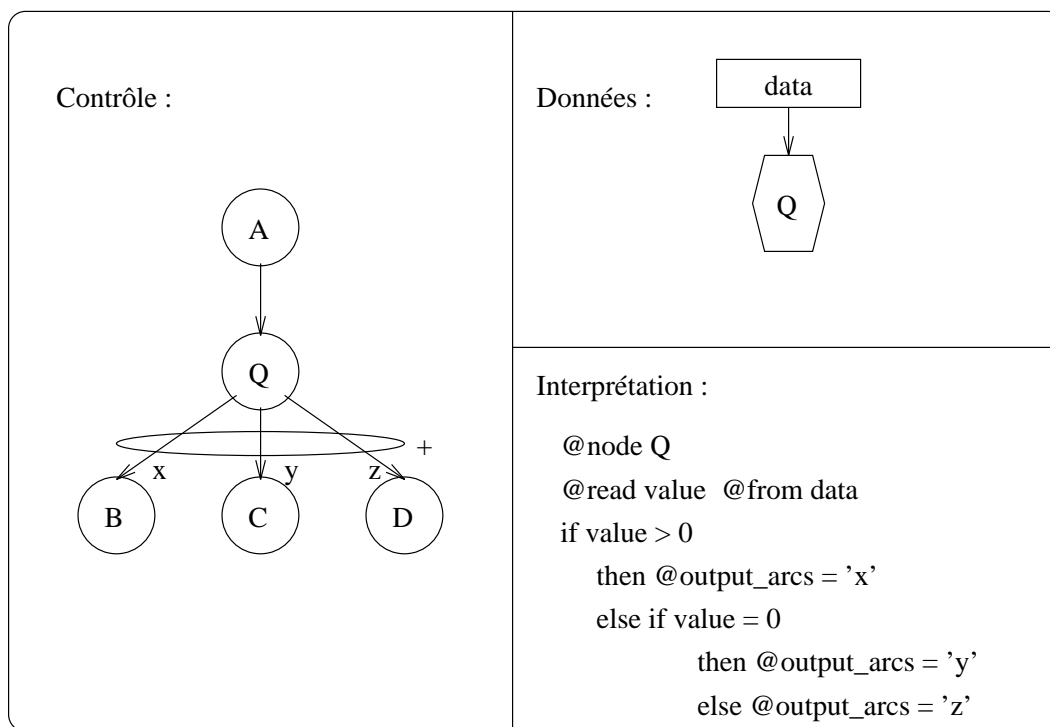 Contrôle :
A
Q
+
x
y
z
B
C
D
Données :
data
Q
Interprétation :
@node Q
@read value @from data
if value > 0
then @output_arcs = ’x’
else if value = 0
then @output_arcs = ’y’
else @output_arcs = ’z’